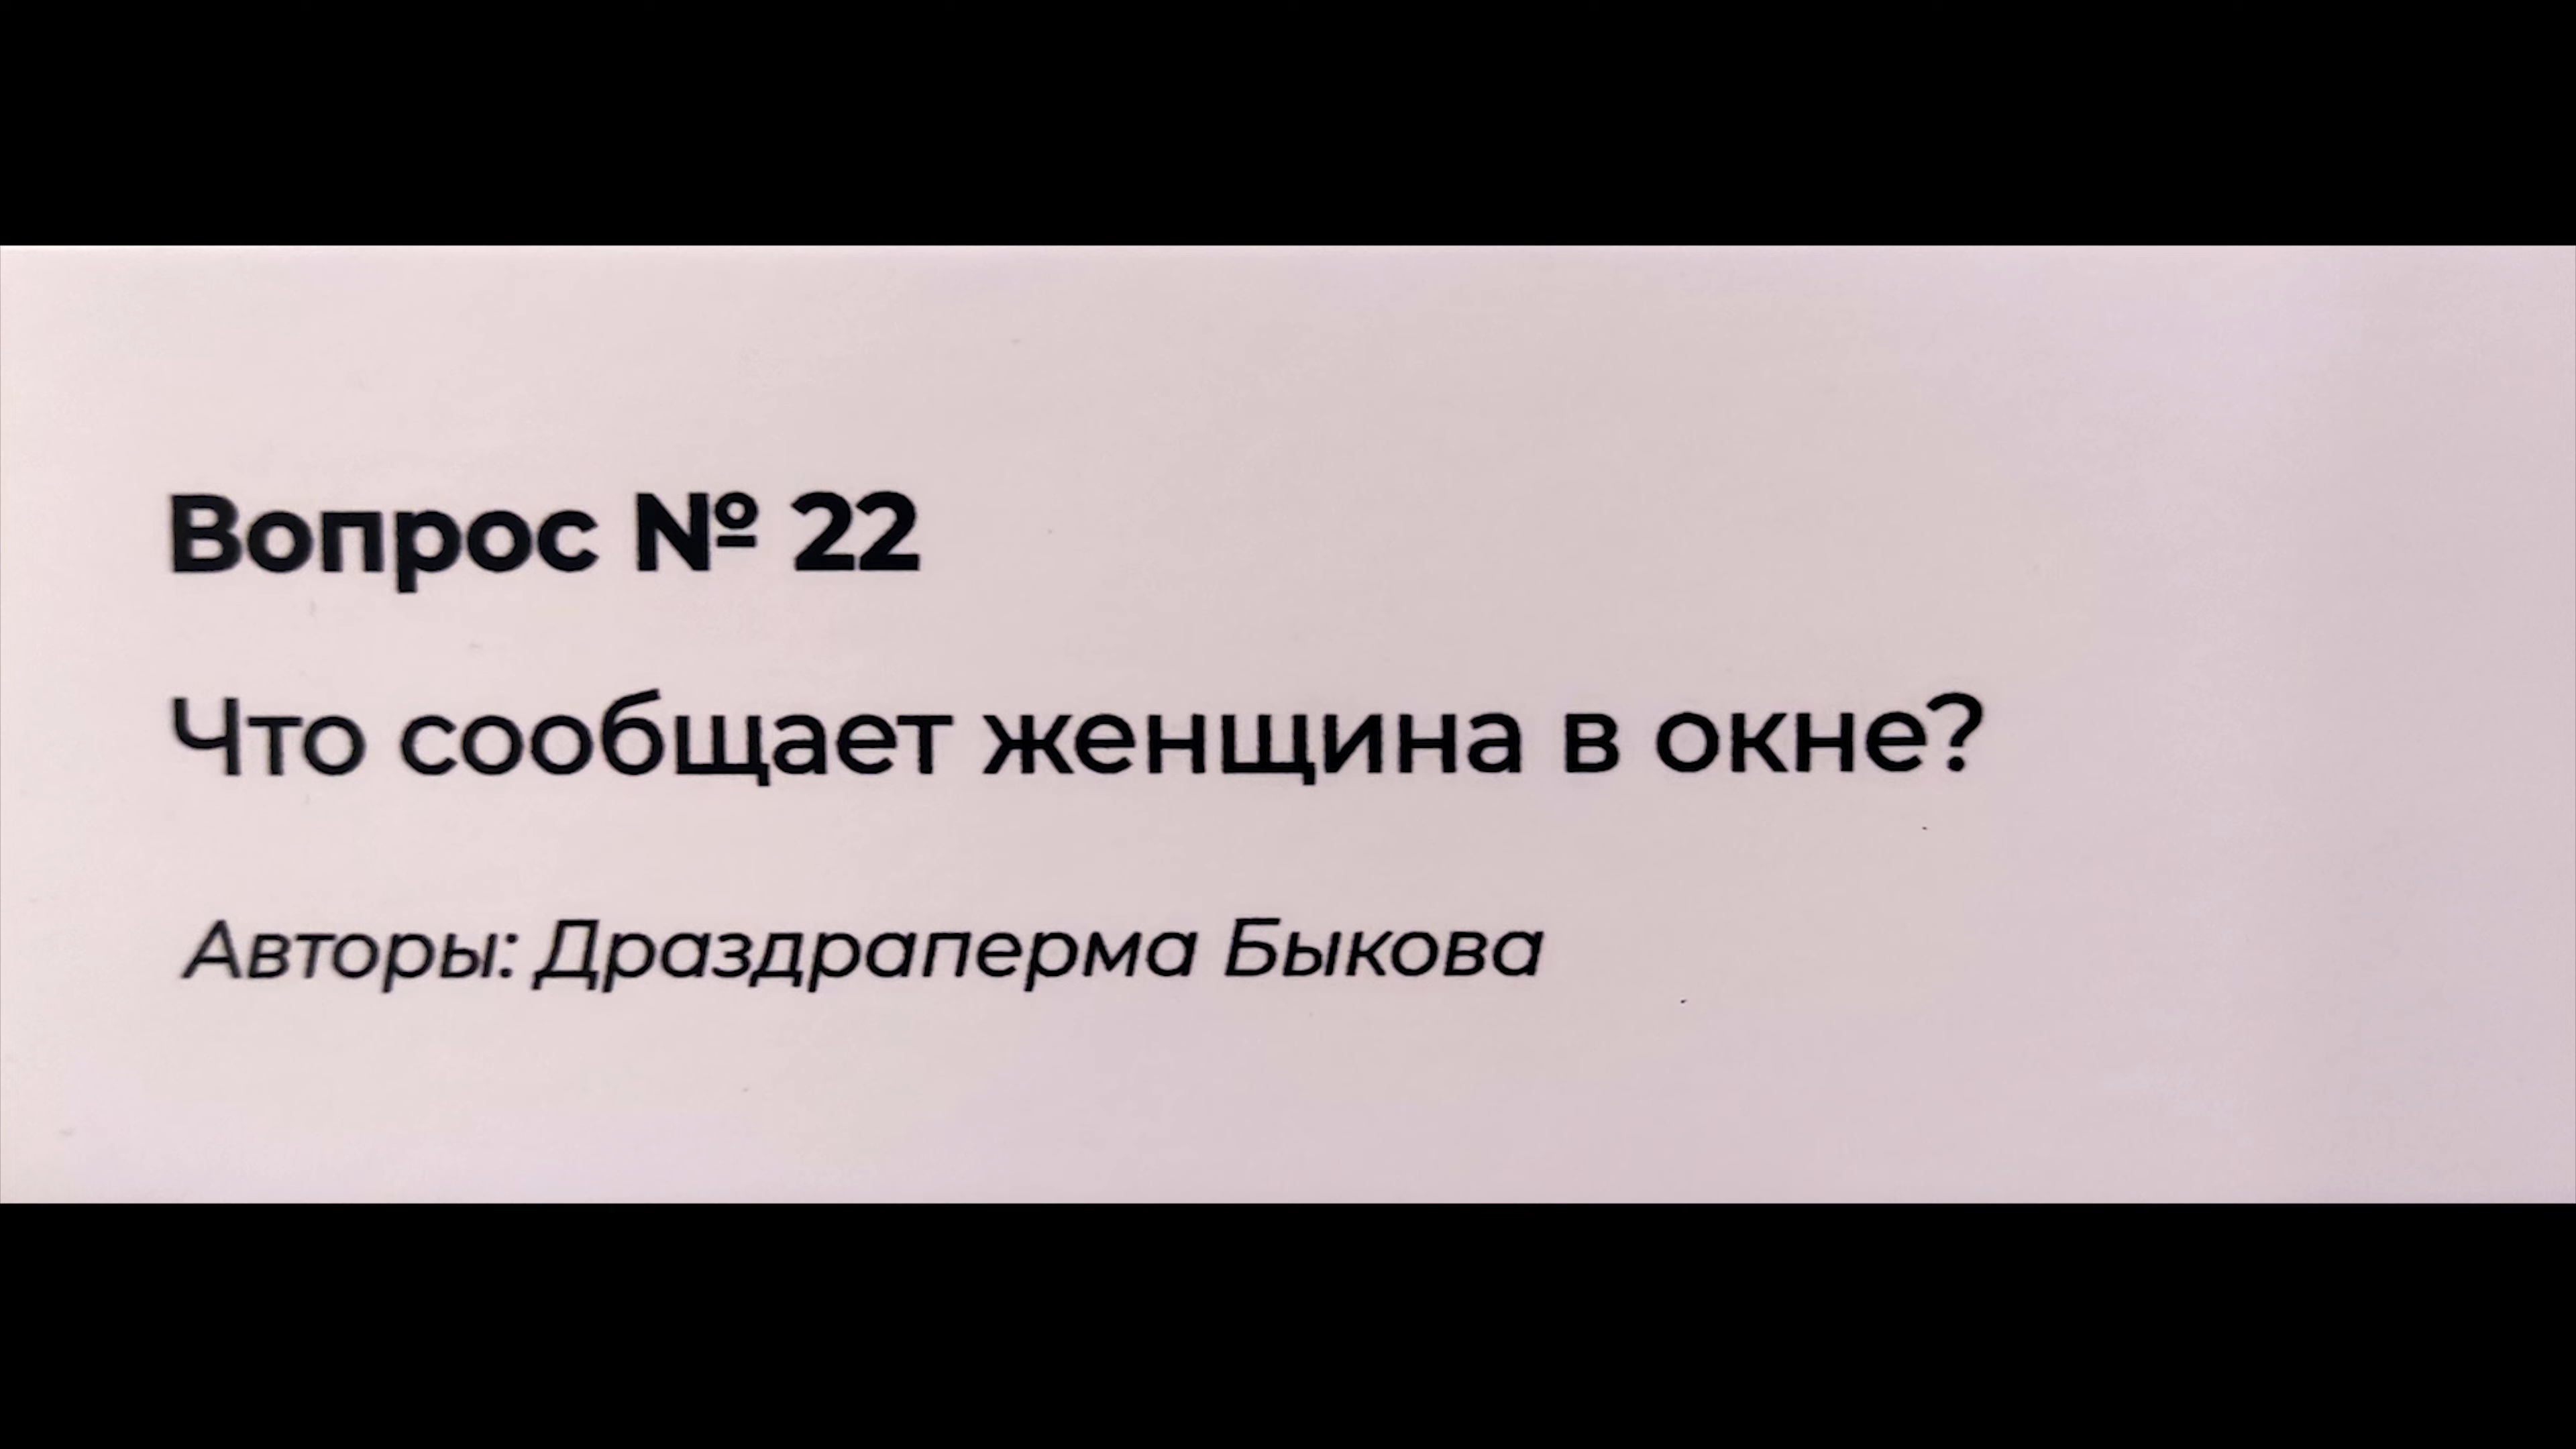 Вопрос № 22
Что сообщает женщина в окне?
Авторы: Драздраперма Быкова